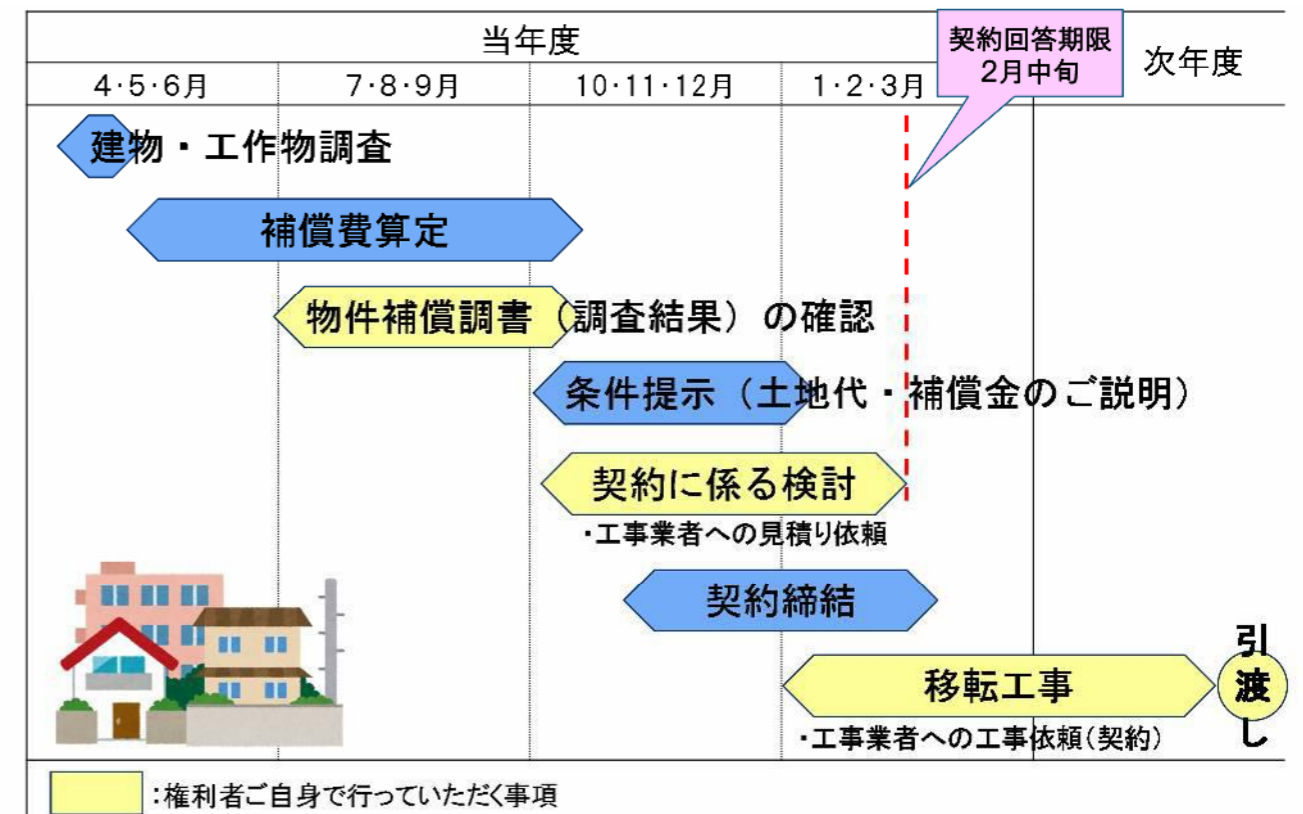 当年度
契約回答期限
2月中旬
次年度
4・5・6月
7・8・9月
10・11・12月
1・2・3月
建物・工作物調査
補償費算定
物件補償調書（調査結果）の確認
条件提示（土地代・補償金のご説明）
契約に係る検討
・工事業者への見積り依頼
契約締結
移転工事
・工事業者への工事依頼（契約）
引渡し
：権利者ご自身で行っていただく事項